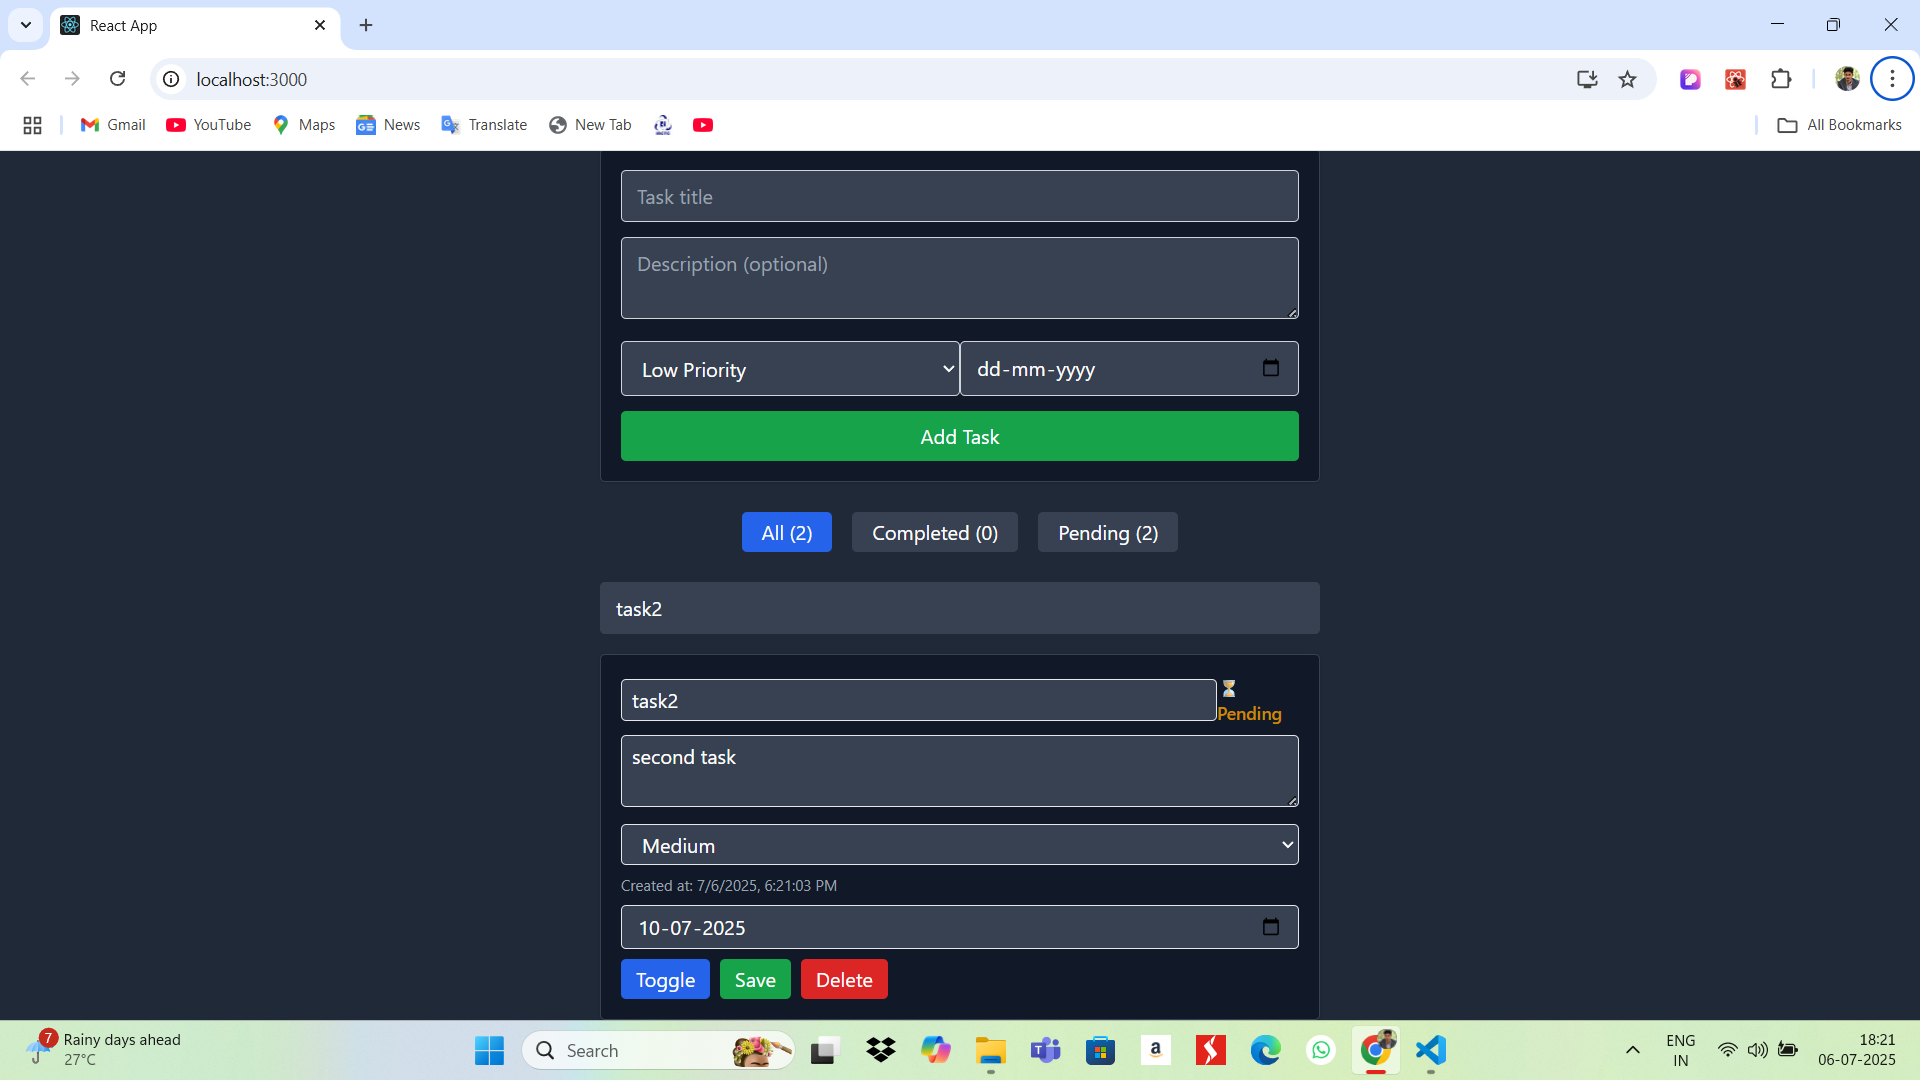 React App
localhost:3000
Gmail
YouTube
Maps
News
Translate
New Tab
All Bookmarks
Task title
Description (optional)
Low Priority
dd-mm-yyyy
Add Task
All (2)
Completed (0)
Pending (2)
task2
task2
Pending
second task
Medium
Created at: 7/6/2025, 6:21:03 PM
10-07-2025
Toggle
Save
Delete
7
Rainy days ahead
27°C
Search
ENG
IN
18:21
06-07-2025